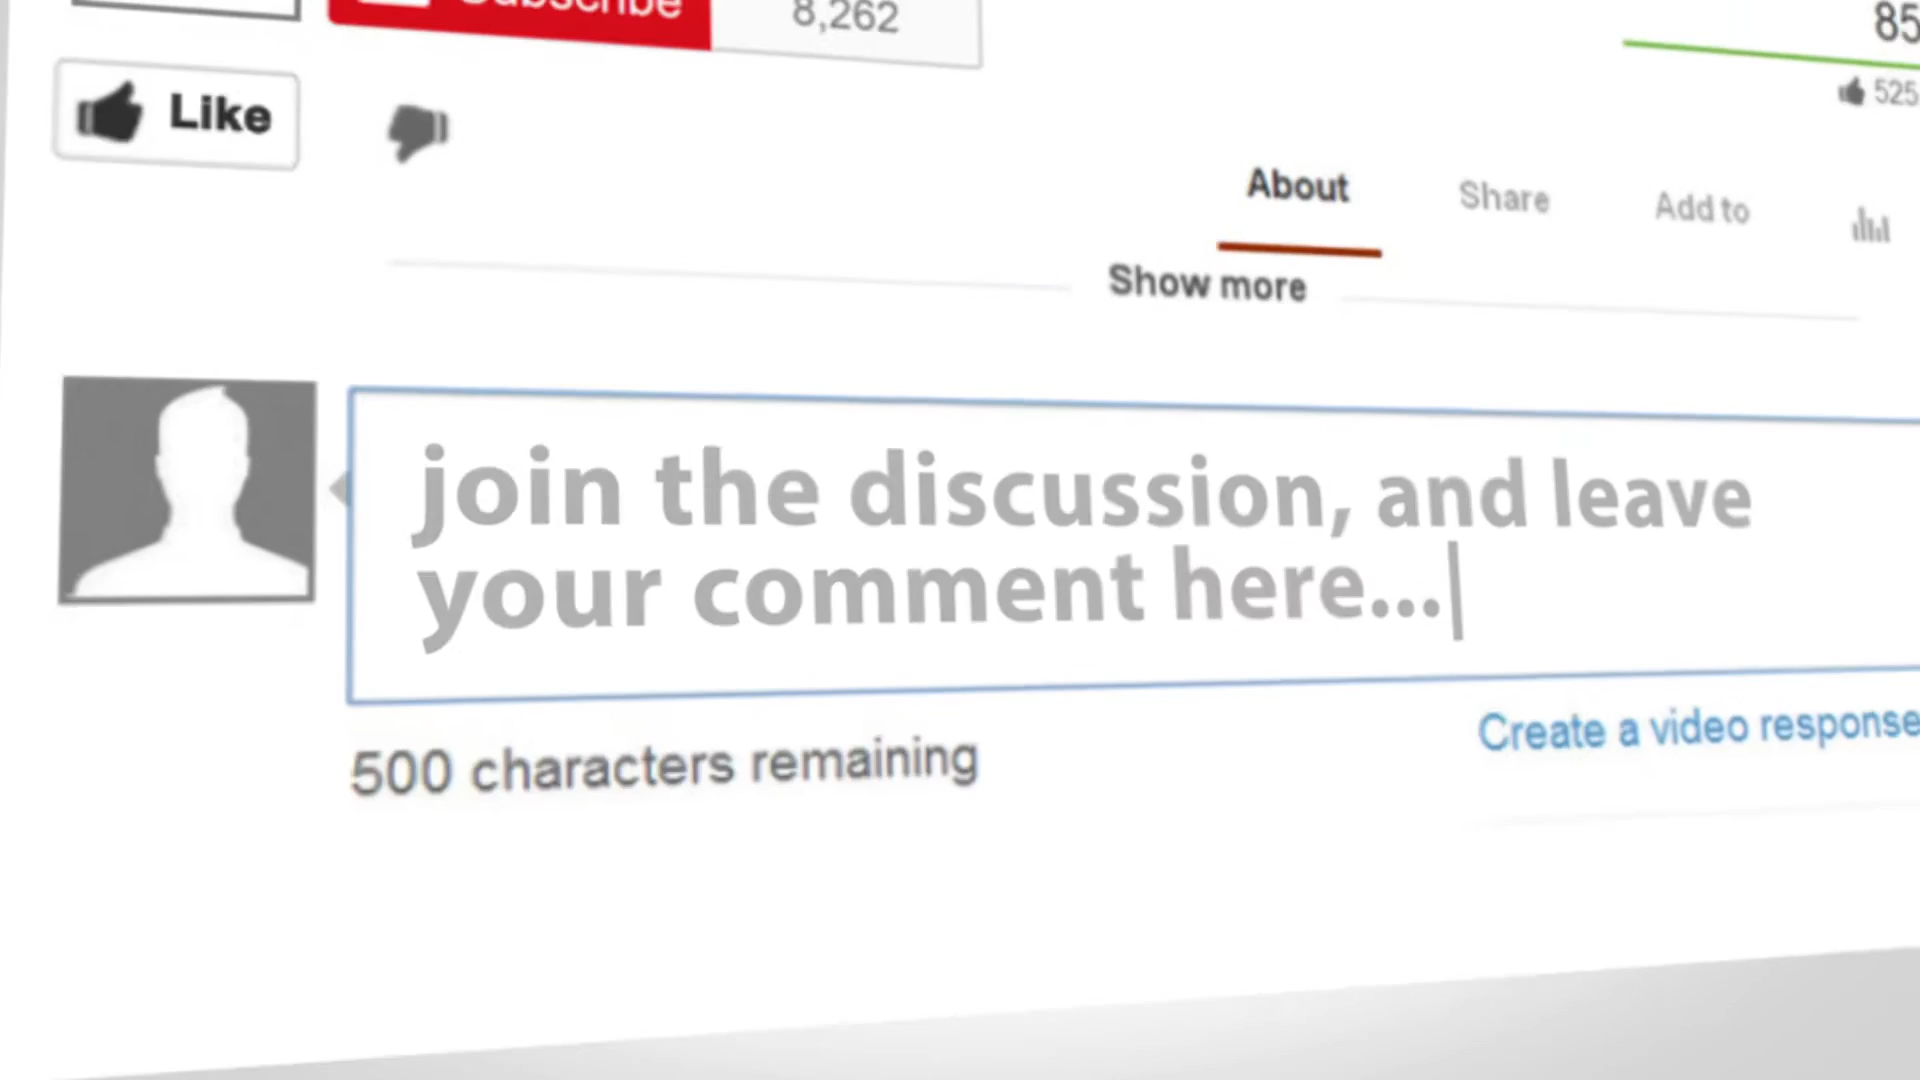 Subscribe 8,262
85
525
Like
About Share Add to
Show more
join the discussion, and leave
your comment here...
500 characters remaining
Create a video response